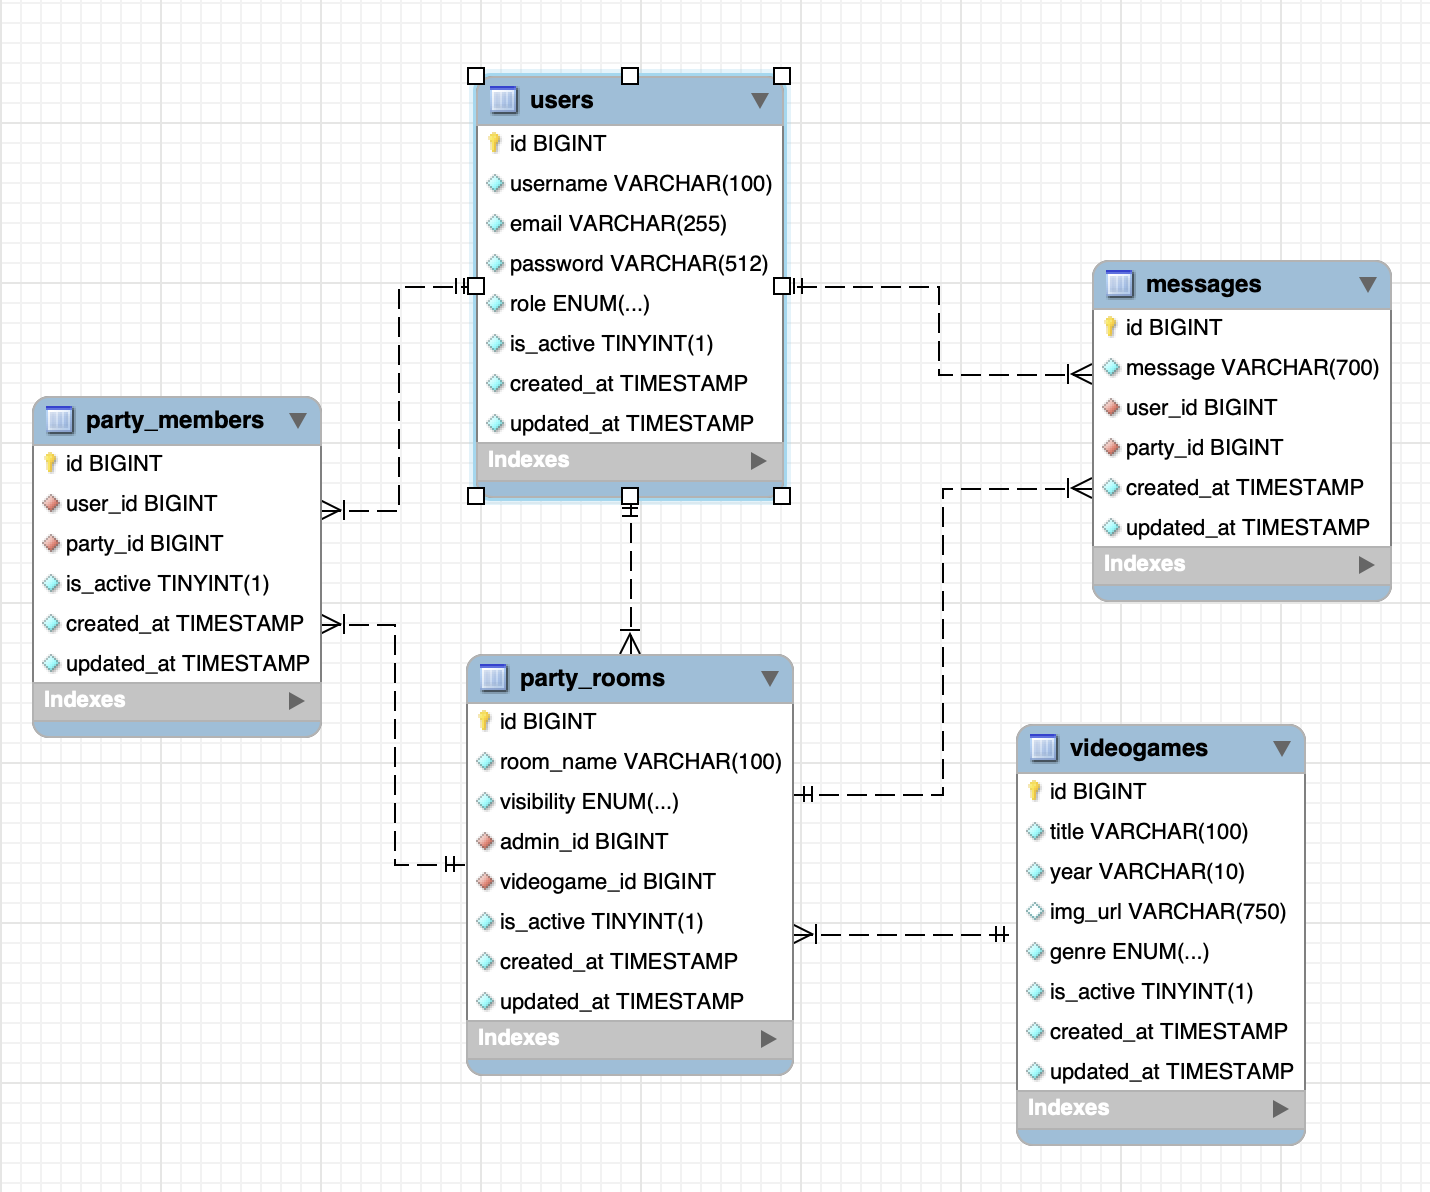 users
id BIGINT
username VARCHAR(100)
email VARCHAR(255)
password VARCHAR(512)
role ENUM(...)
is_active TINYINT(1)
created_at TIMESTAMP
updated_at TIMESTAMP
Indexes
messages
id BIGINT
message VARCHAR(700)
user_id BIGINT
party_id BIGINT
created_at TIMESTAMP
updated_at TIMESTAMP
Indexes
party_members
id BIGINT
user_id BIGINT
party_id BIGINT
is_active TINYINT(1)
created_at TIMESTAMP
updated_at TIMESTAMP
Indexes
party_rooms
id BIGINT
room_name VARCHAR(100)
visibility ENUM(...)
admin_id BIGINT
videogame_id BIGINT
is_active TINYINT(1)
created_at TIMESTAMP
updated_at TIMESTAMP
Indexes
videogames
id BIGINT
title VARCHAR(100)
year VARCHAR(10)
img_url VARCHAR(750)
genre ENUM(...)
is_active TINYINT(1)
created_at TIMESTAMP
updated_at TIMESTAMP
Indexes